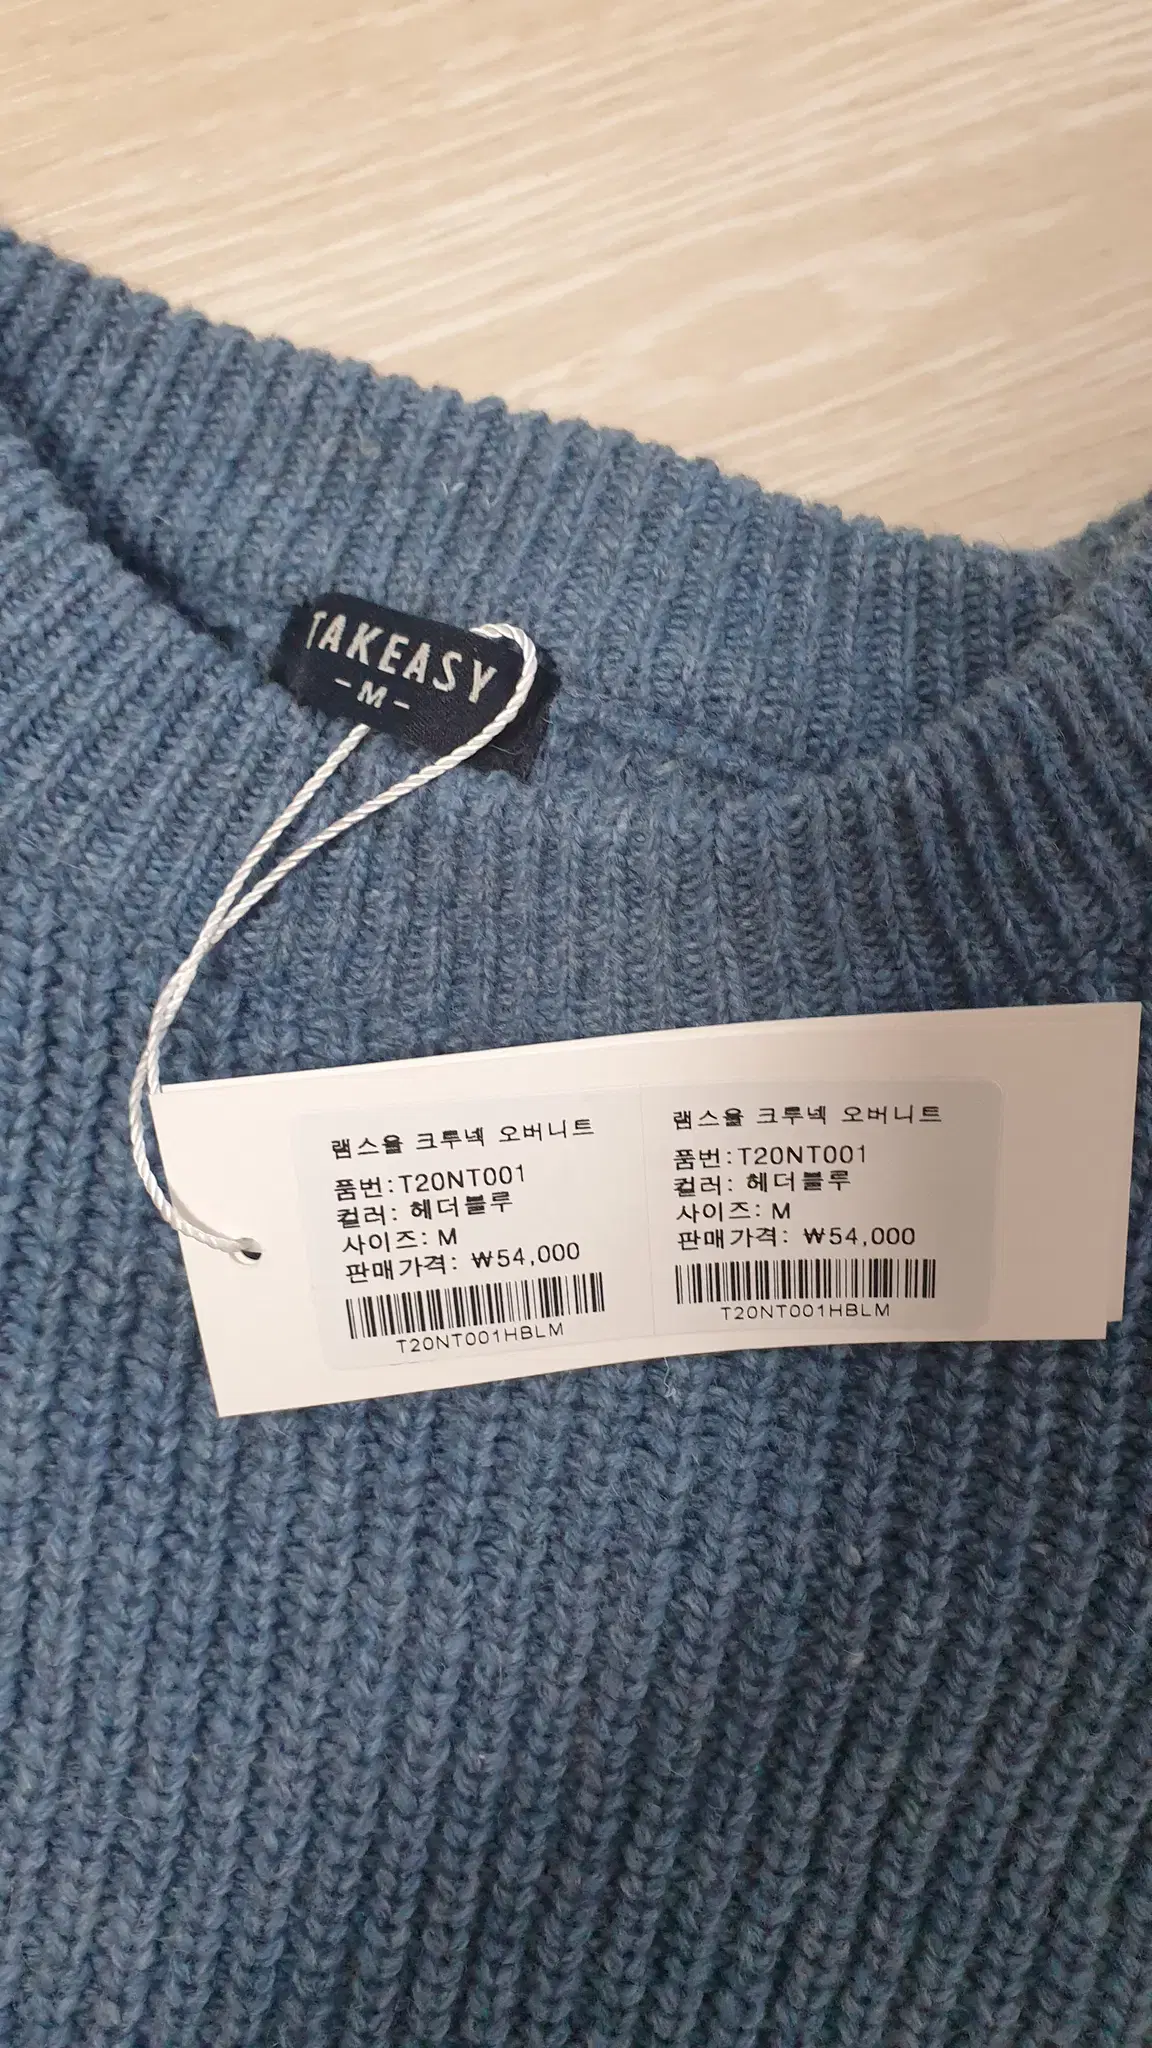 TAKEASY
-M-
램스울 크루넥 오버니트
품번:T20NT001
컬러: 헤더블루
사이즈: M
판매가격: ₩54,000
T20NT001HBLM
램스울 크루넥 오버니트
품번:T20NT001
컬러: 헤더블루
사이즈: M
판매가격: ₩54,000
T20NT001HBLM